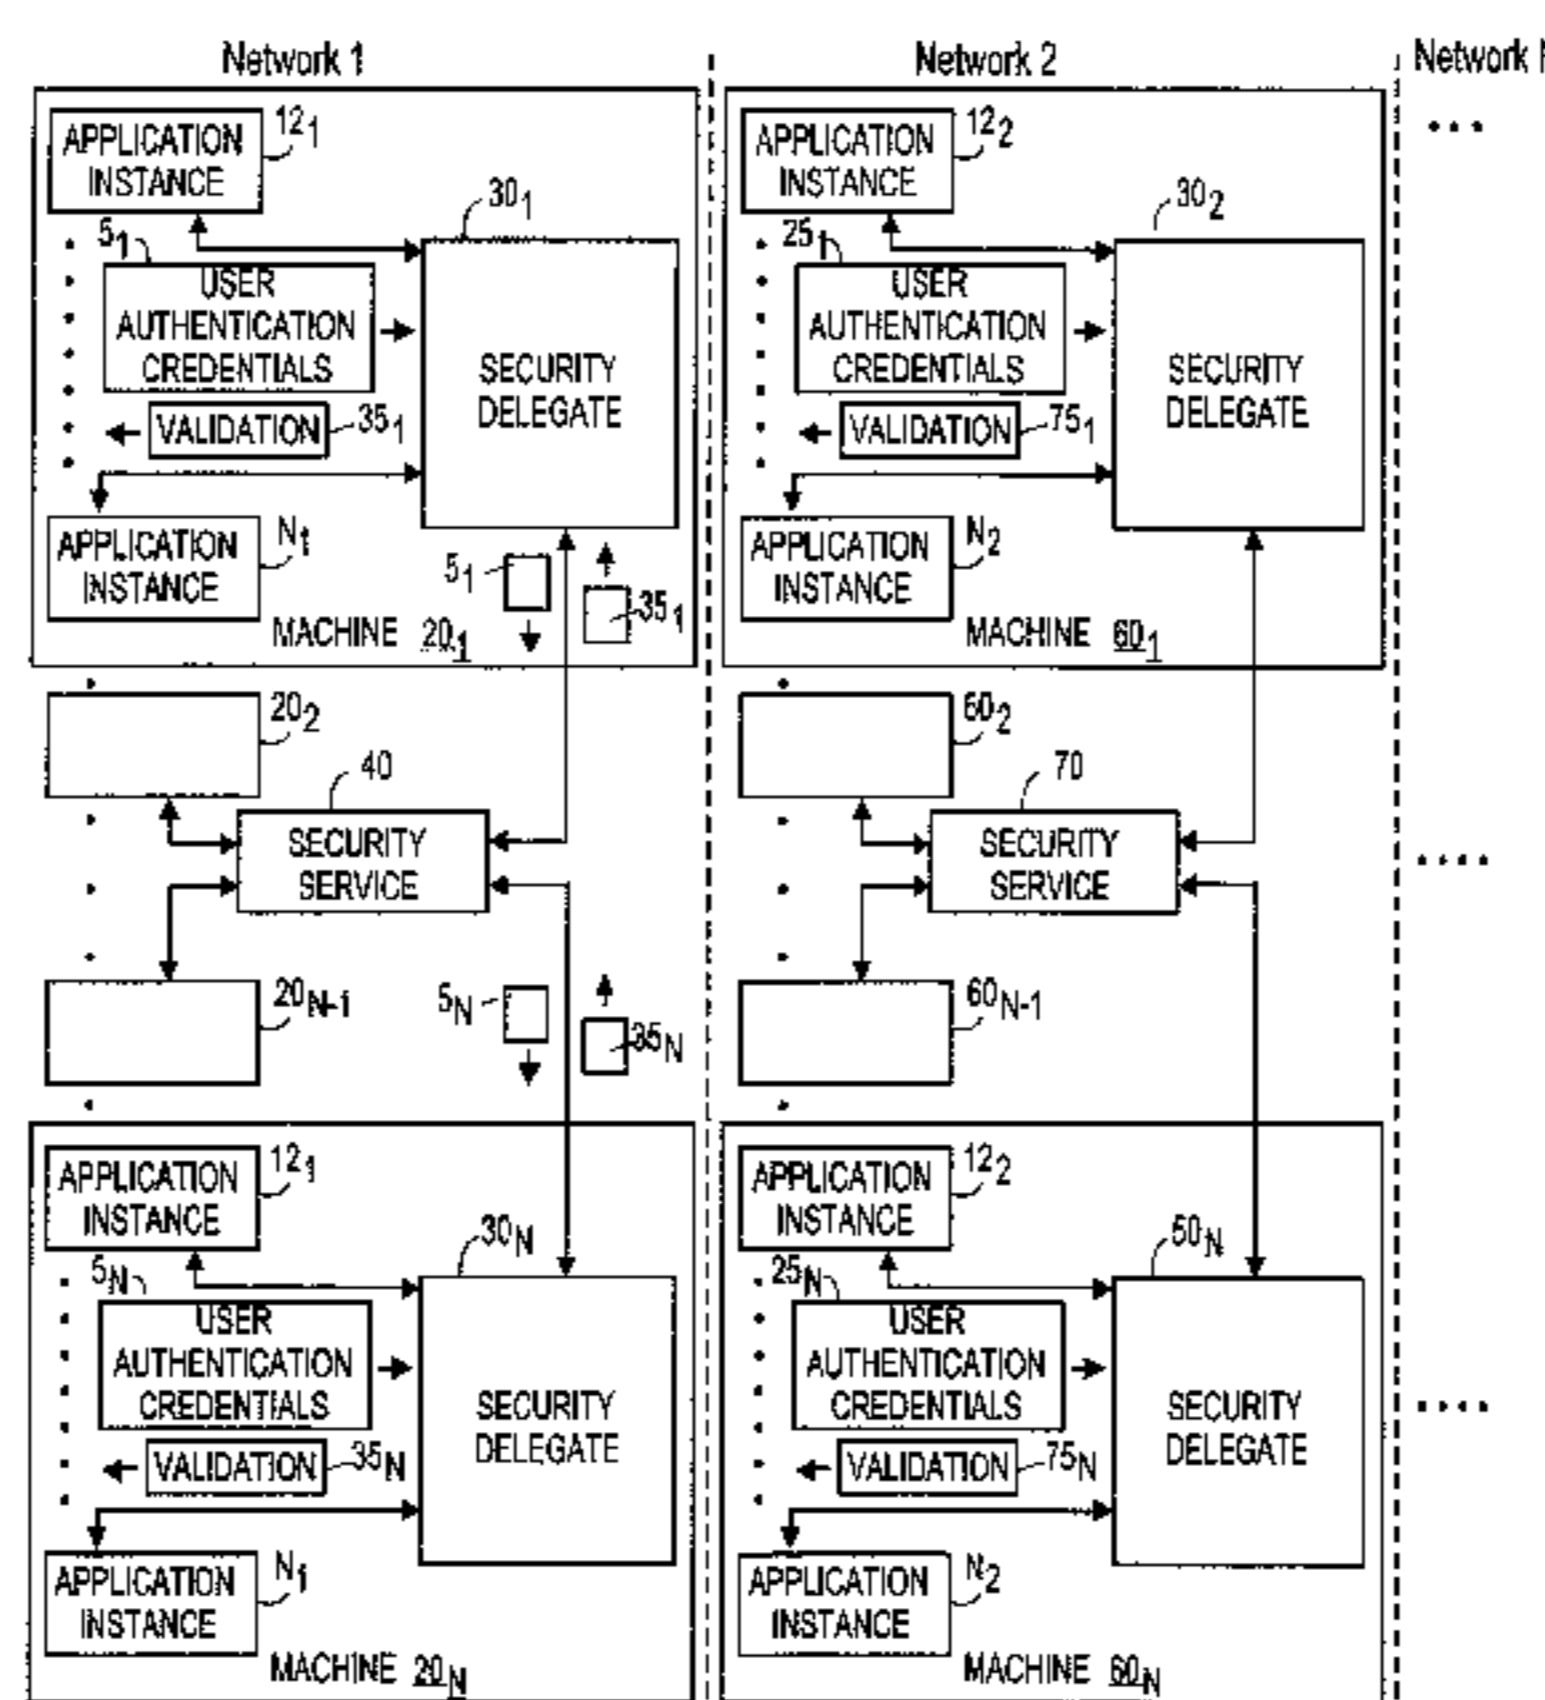 Network 1
Network 2
Network
APPLICATION
INSTANCE
12₁
30₁
5₁
USER
AUTHENTICATION
CREDENTIALS
SECURITY
DELEGATE
VALIDATION
35₁
APPLICATION
INSTANCE
N₁
5₁
35₁
MACHINE 20₁
APPLICATION
INSTANCE
12₂
30₂
25₁
USER
AUTHENTICATION
CREDENTIALS
SECURITY
DELEGATE
VALIDATION
75₁
APPLICATION
INSTANCE
N₂
MACHINE 60₁
20₂
40
SECURITY
SERVICE
20N-1
5N
35N
60₂
70
SECURITY
SERVICE
60N-1
APPLICATION
INSTANCE
12₁
30N
5N
USER
AUTHENTICATION
CREDENTIALS
SECURITY
DELEGATE
VALIDATION
35N
APPLICATION
INSTANCE
N₁
MACHINE 20N
APPLICATION
INSTANCE
12₂
50N
25N
USER
AUTHENTICATION
CREDENTIALS
SECURITY
DELEGATE
VALIDATION
75N
APPLICATION
INSTANCE
N₂
MACHINE 60N